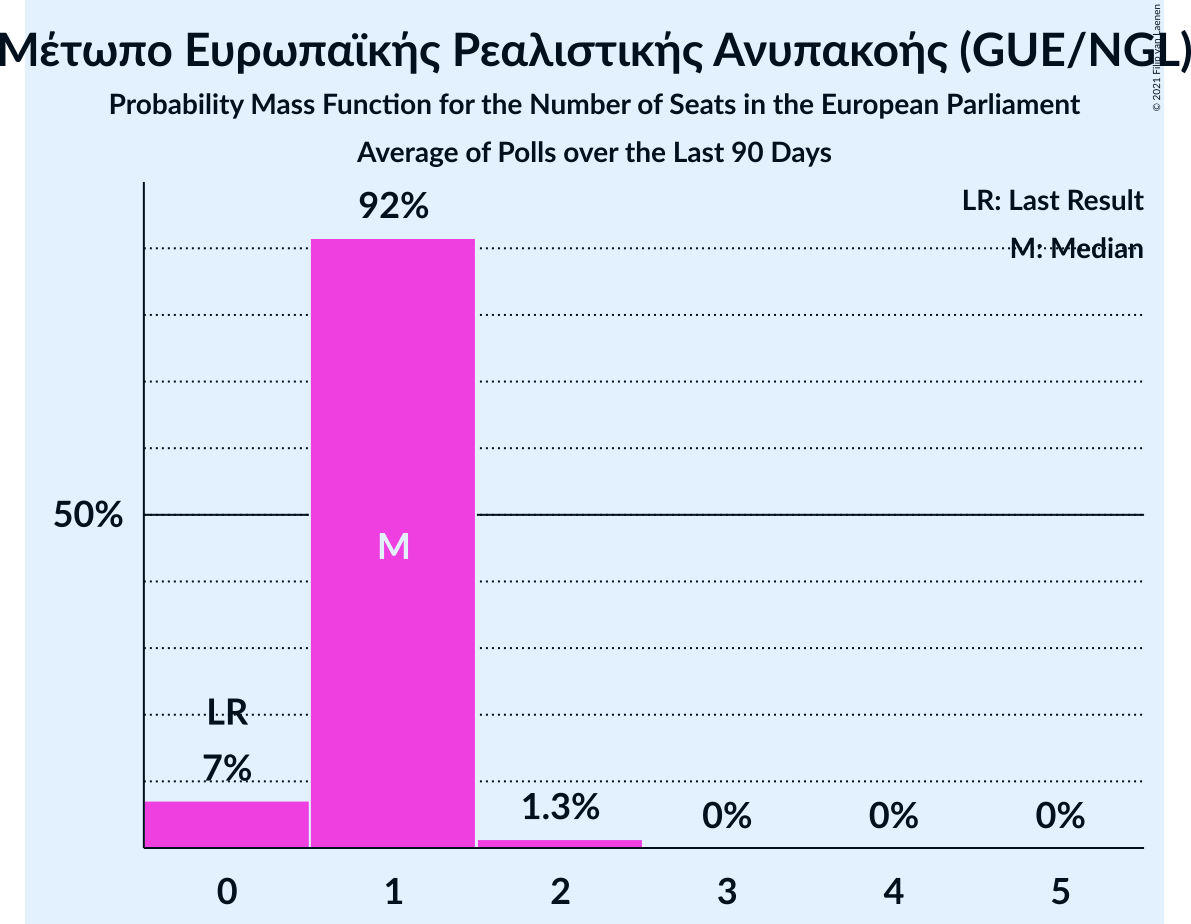 Μέτωπο Ευρωπαϊκής Ρεαλιστικής Ανυπακοής (GUE/NGL)
© 2021 Filip van Laenen
Probability Mass Function for the Number of Seats in the European Parliament
Average of Polls over the Last 90 Days
LR: Last Result
M: Median
92%
50%
M
LR
7%
1.3%
0%
0%
0%
0 1 2 3 4 5